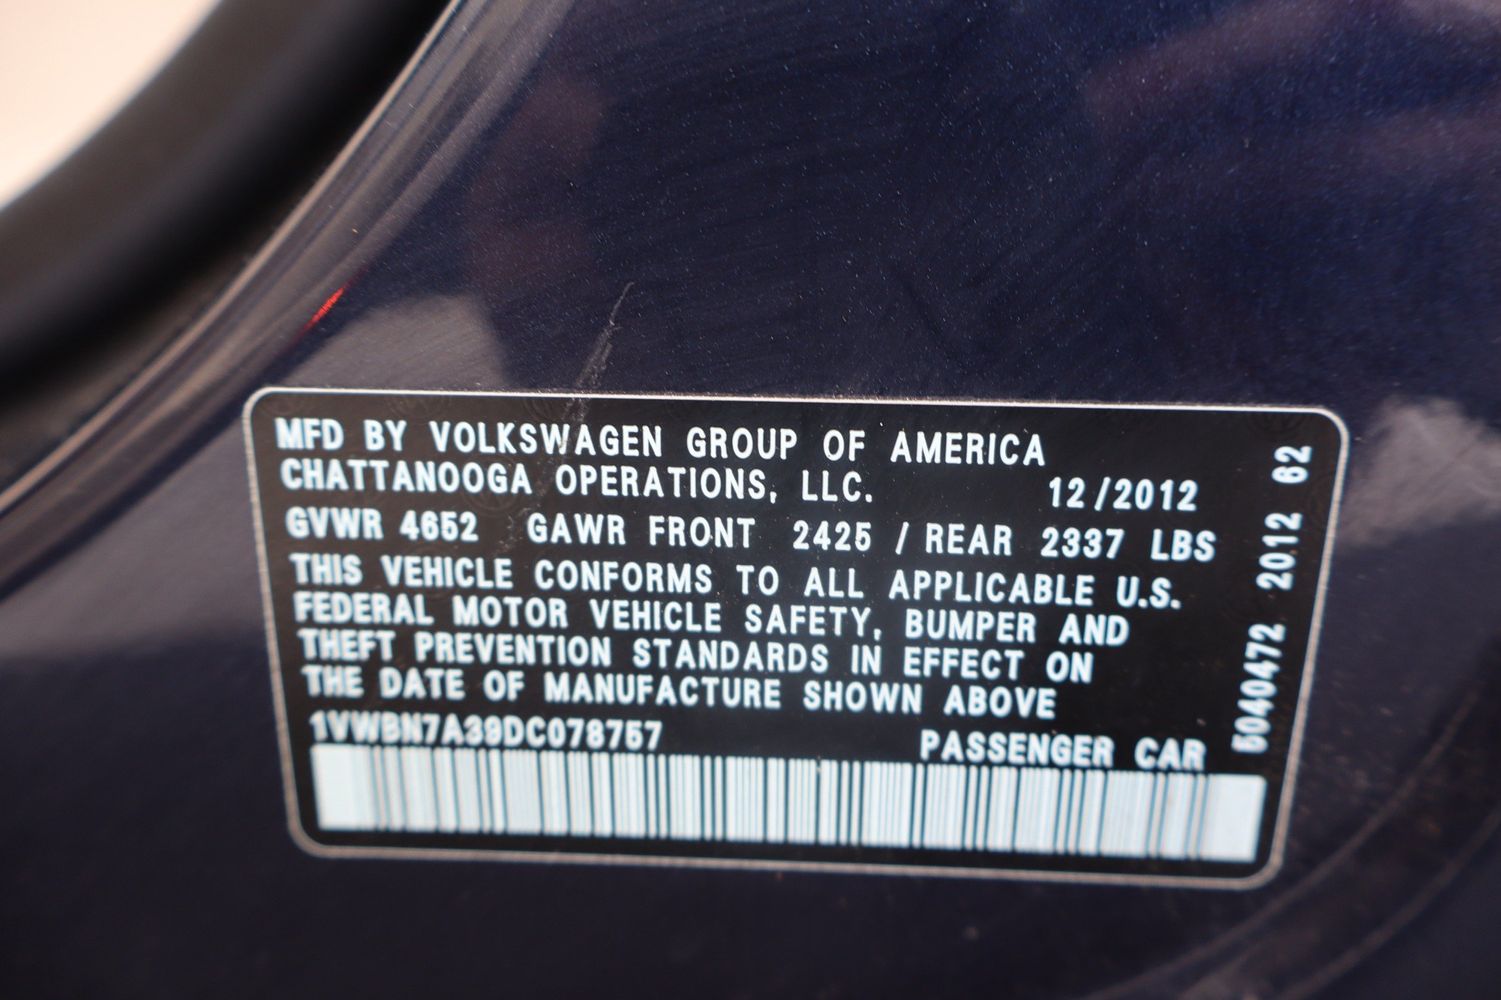 MFD BY VOLKSWAGEN GROUP OF AMERICA
CHATTANOOGA OPERATIONS, LLC. 12/2012
GVWR 4652 GAWR FRONT 2425 / REAR 2337 LBS
THIS VEHICLE CONFORMS TO ALL APPLICABLE U.S.
FEDERAL MOTOR VEHICLE SAFETY, BUMPER AND
THEFT PREVENTION STANDARDS IN EFFECT ON
THE DATE OF MANUFACTURE SHOWN ABOVE
1VWBN7A39DC078757 PASSENGER CAR
5040472 2012 62